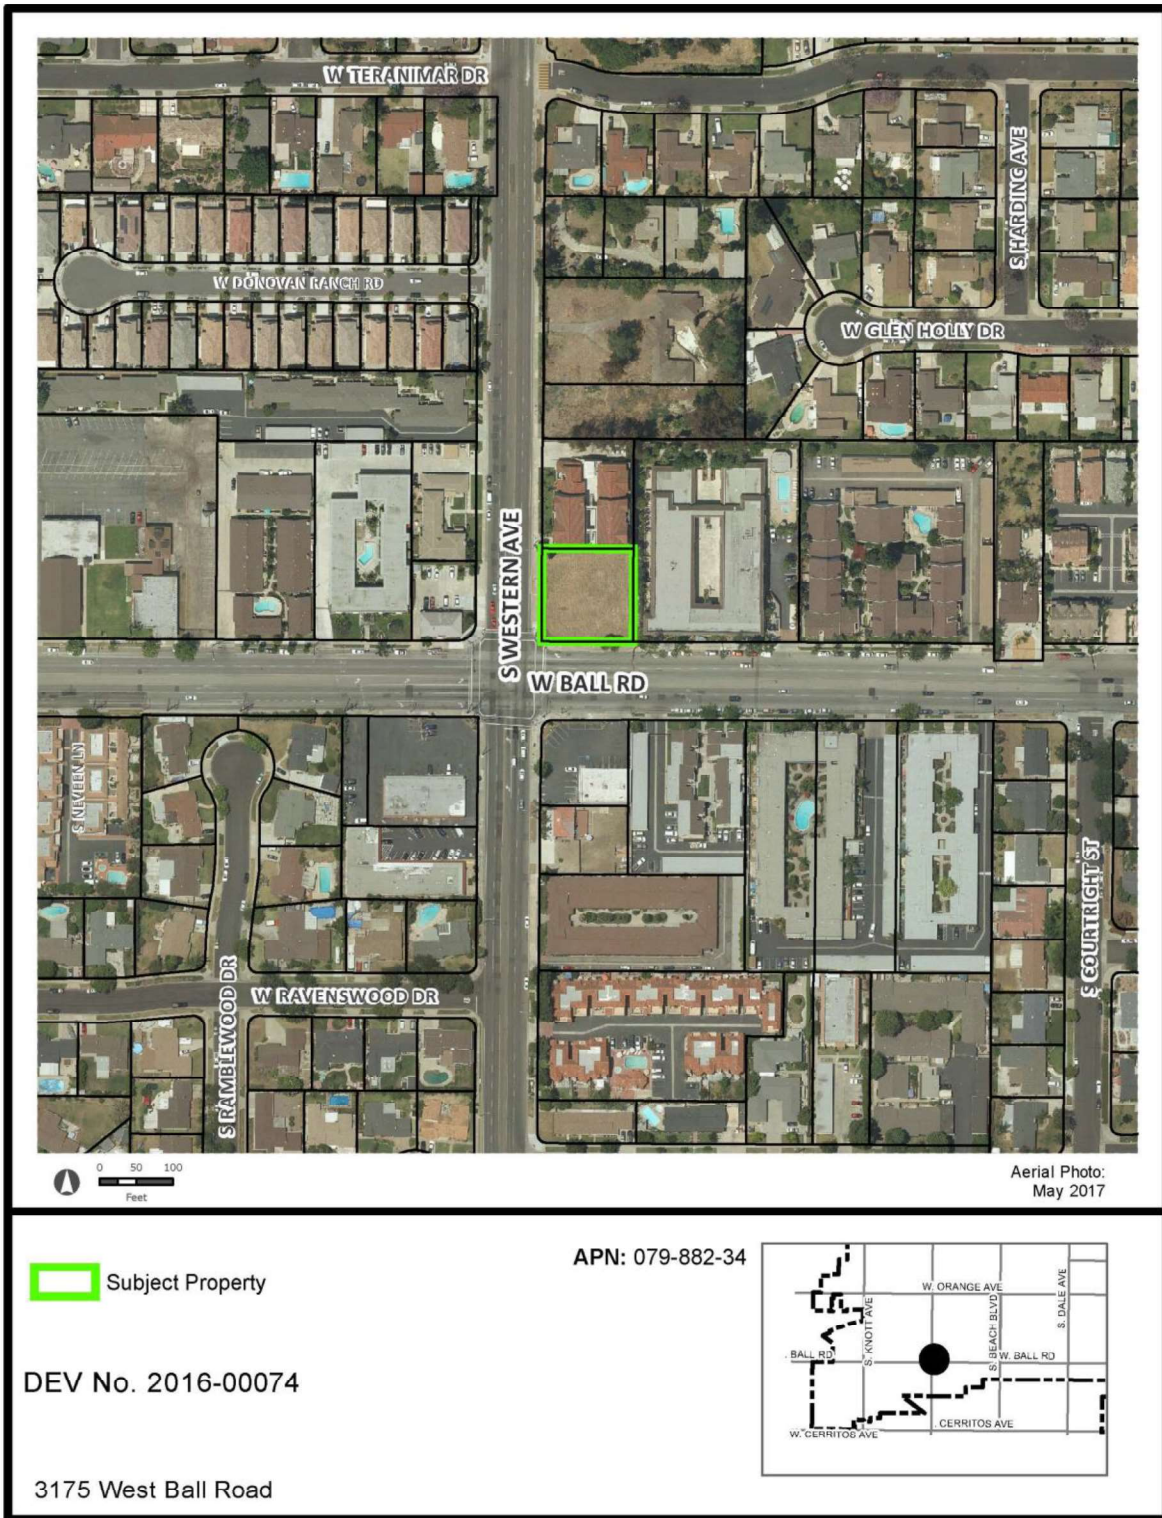 W TERANIMAR DR
S HARDING AVE
W DONOVAN RANCH RD
W GLEN HOLLY DR
S WESTERN AVE
W BALL RD
S NEVEEN LN
S COURTRIGHT ST
W RAVENSWOOD DR
S RAMBLEWOOD DR
0 50 100
Feet
Aerial Photo:
May 2017
Subject Property
APN: 079-882-34
DEV No. 2016-00074
3175 West Ball Road
W. ORANGE AVE
S. KNOTT AVE
S. BEACH BLVD
S. DALE AVE
. BALL RD
W. BALL RD
. CERRITOS AVE
W. CERRITOS AVE